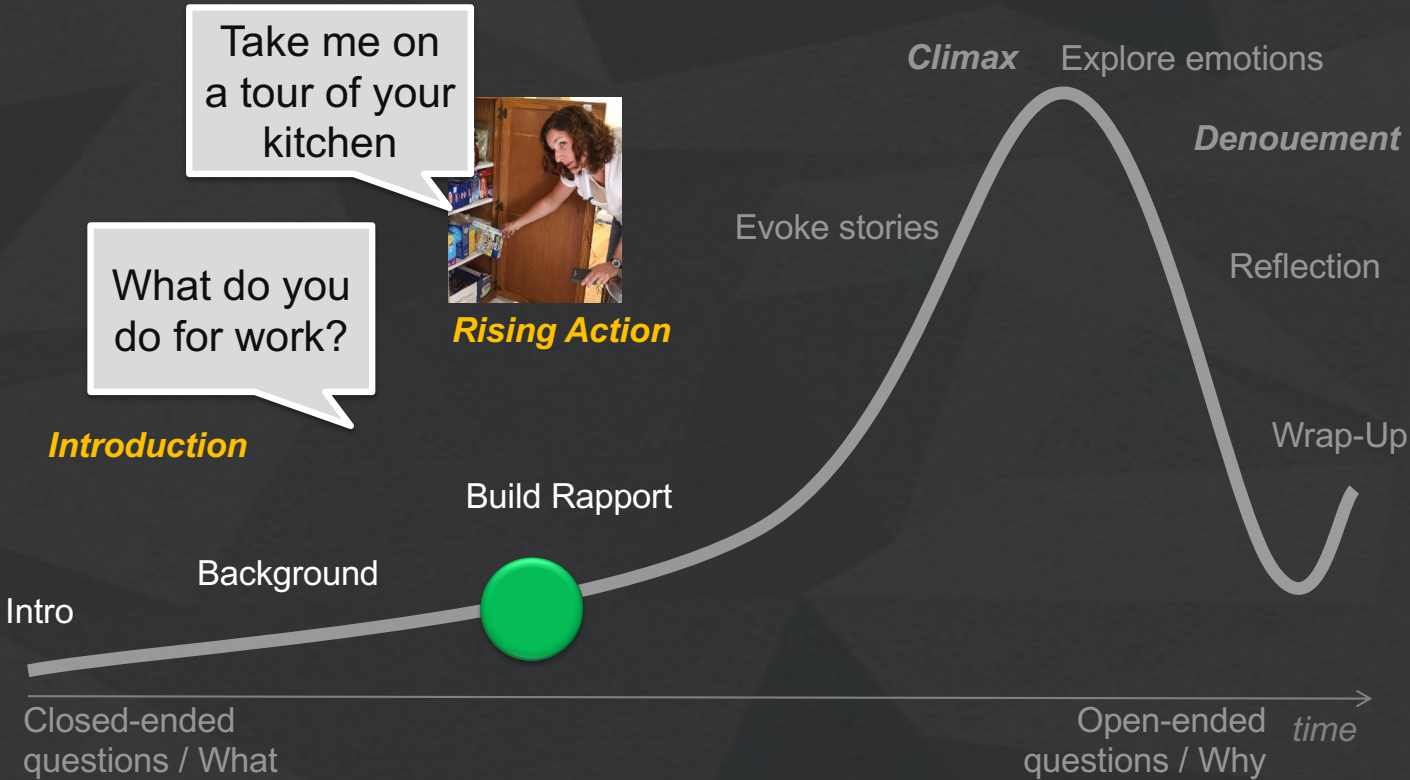 Take me on
a tour of your
kitchen
Climax Explore emotions
Denouement
Evoke stories
What do you
do for work?
Reflection
Rising Action
Introduction
Wrap-Up
Build Rapport
Background
Intro
Closed-ended
questions / What
Open-ended
questions / Why
time